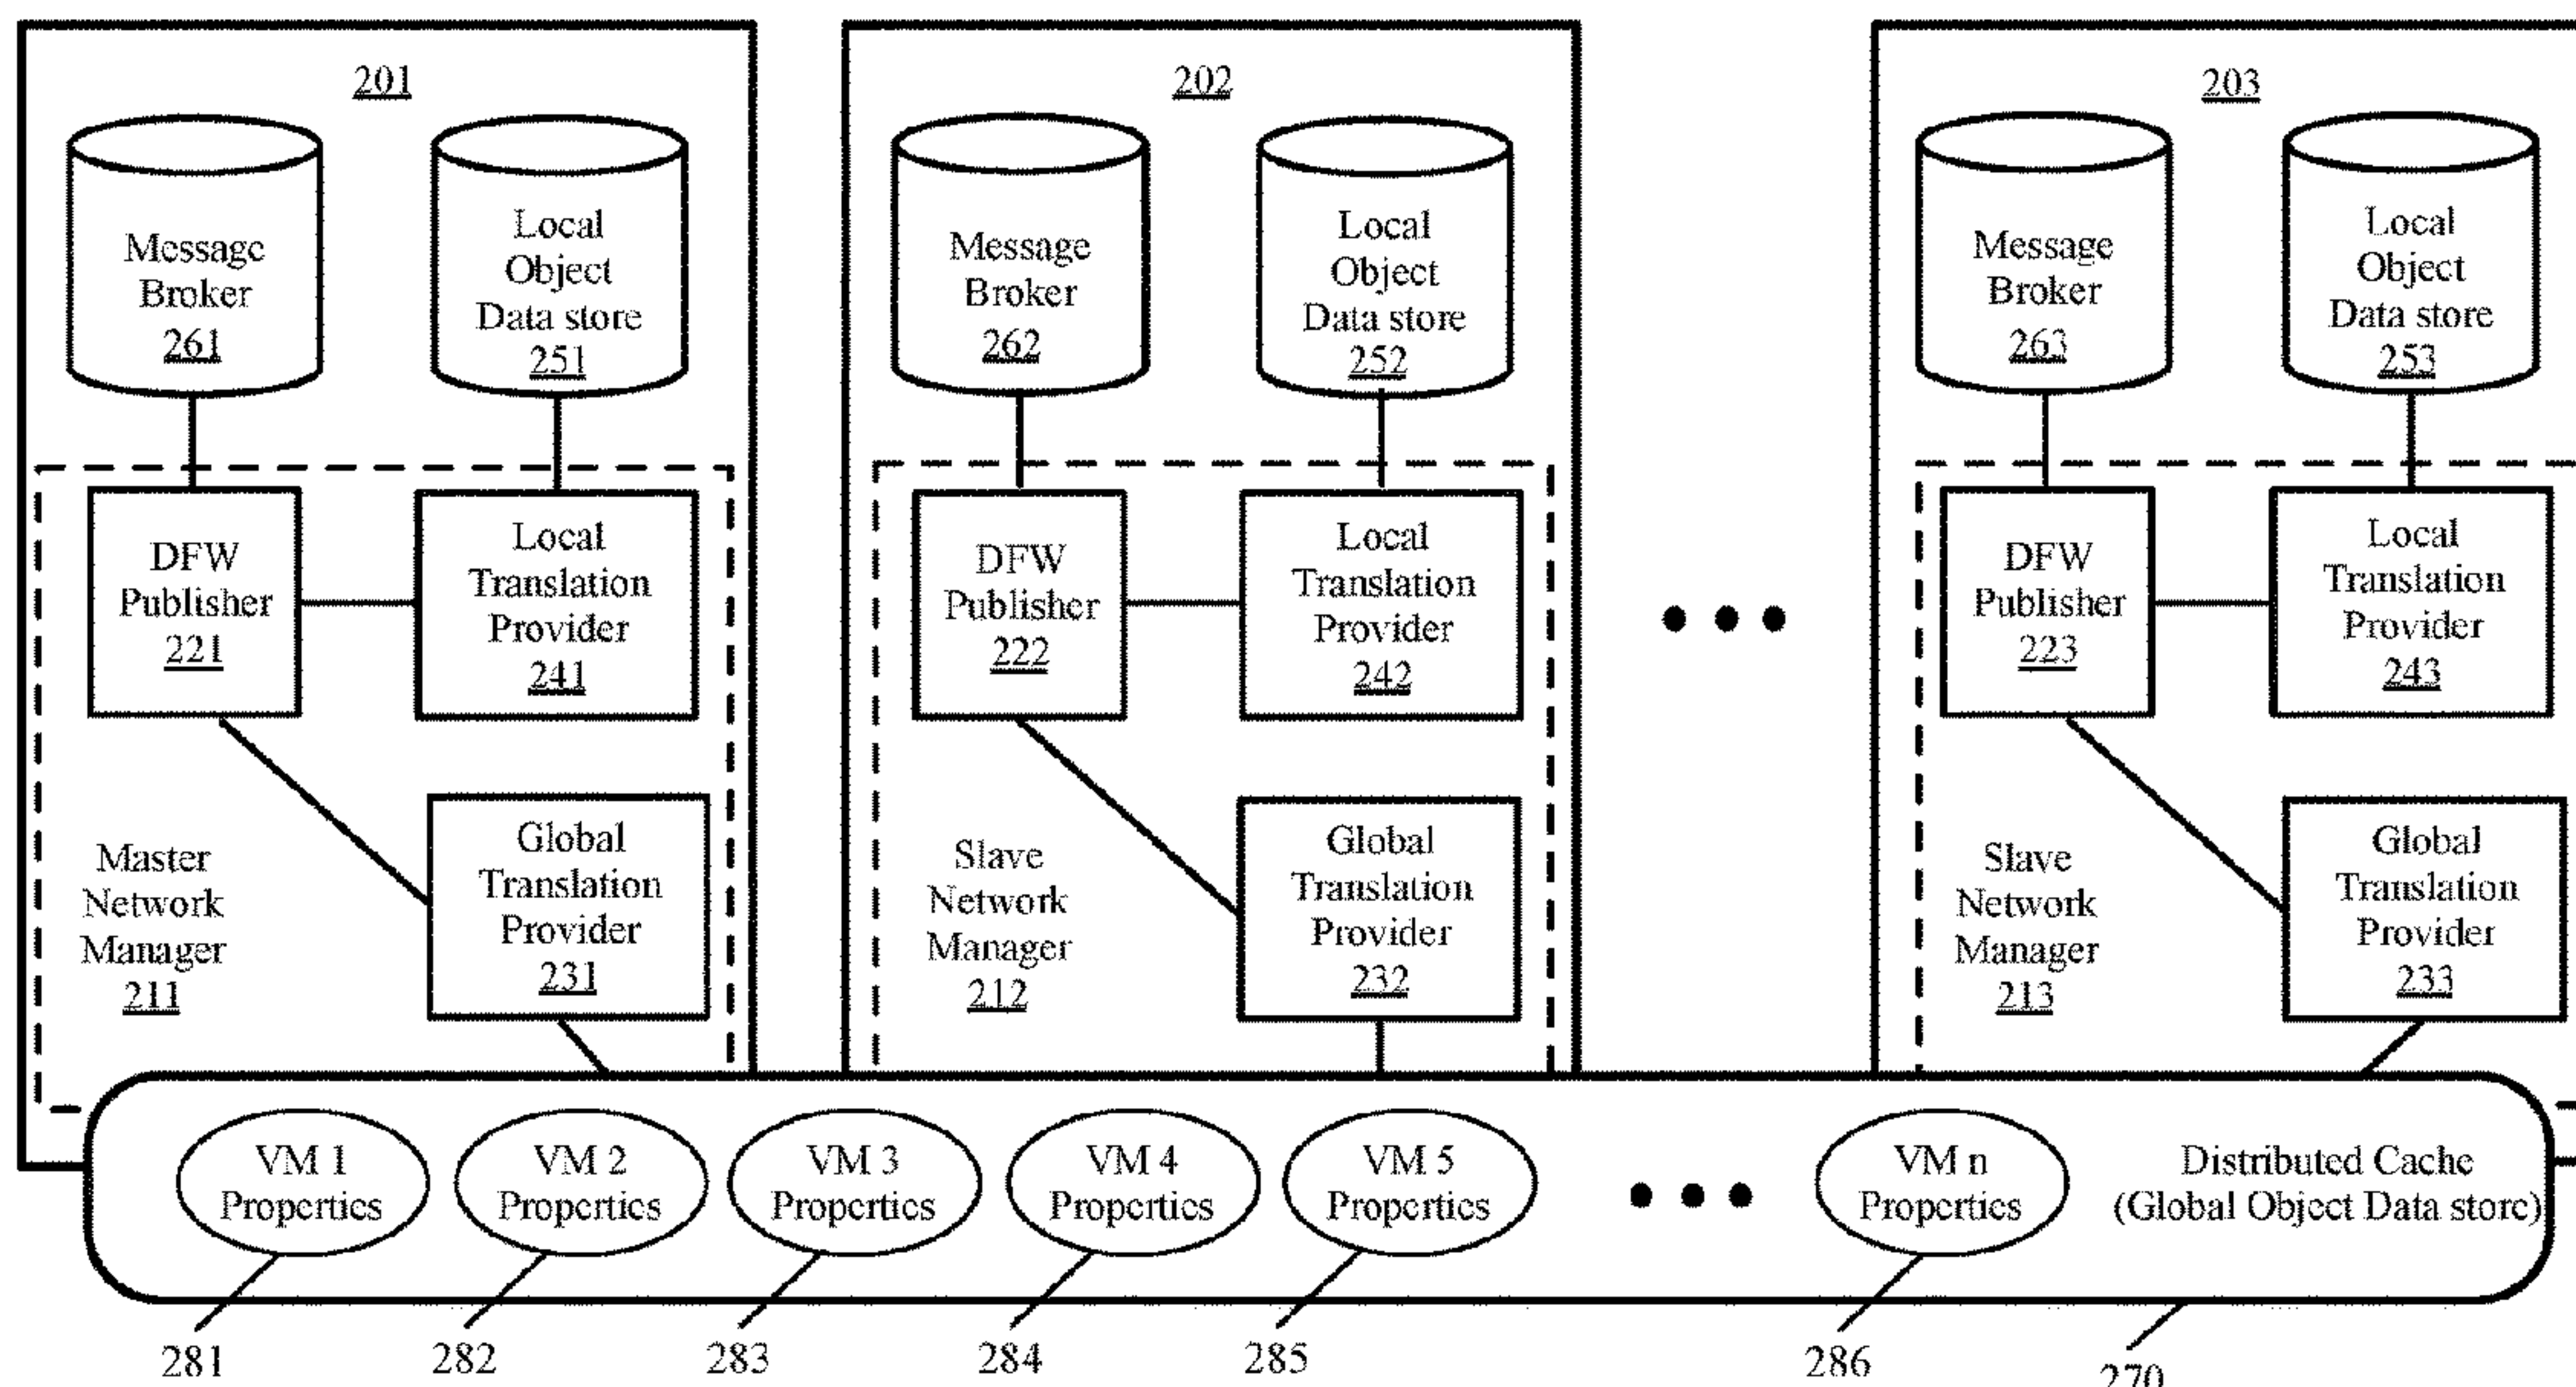 201
Message
Broker
261
Local
Object
Data store
251
DFW
Publisher
221
Local
Translation
Provider
241
Master
Network
Manager
211
Global
Translation
Provider
231
202
Message
Broker
262
Local
Object
Data store
252
DFW
Publisher
222
Local
Translation
Provider
242
Slave
Network
Manager
212
Global
Translation
Provider
232
203
Message
Broker
263
Local
Object
Data store
253
DFW
Publisher
223
Local
Translation
Provider
243
Slave
Network
Manager
213
Global
Translation
Provider
233
VM 1
Properties
VM 2
Properties
VM 3
Properties
VM 4
Properties
VM 5
Properties
VM n
Properties
Distributed Cache
(Global Object Data store)
281
282
283
284
285
286
270